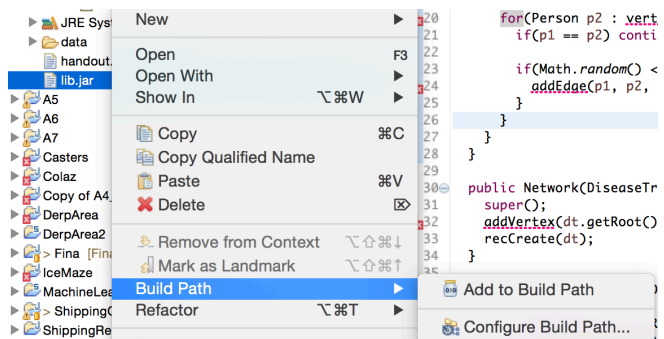 JRE Sys
data
handout.
lib.jar
A5
A6
A7
Casters
Colaz
Copy of A4_
DerpArea
DerpArea2
> Fina [Fina
IceMaze
MachineLea
> ShippingC
ShippingRe
New
Open F3
Open With
Show In ⌥⌘W
Copy ⌘C
Copy Qualified Name
Paste ⌘V
Delete ⌦
Remove from Context ⌥⇧⌘↓
Mark as Landmark ⌥⇧⌘↑
Build Path
Refactor ⌥⌘T
Add to Build Path
Configure Build Path...
20 for(Person p2 : vert
21 if(p1 == p2) conti
22
23 if(Math.random() <
24 addEdge(p1, p2,
25 }
26 }
27 }
28 }
29
30 public Network(DiseaseTr
31 super();
32 addVertex(dt.getRoot()
33 recCreate(dt);
34 }
35